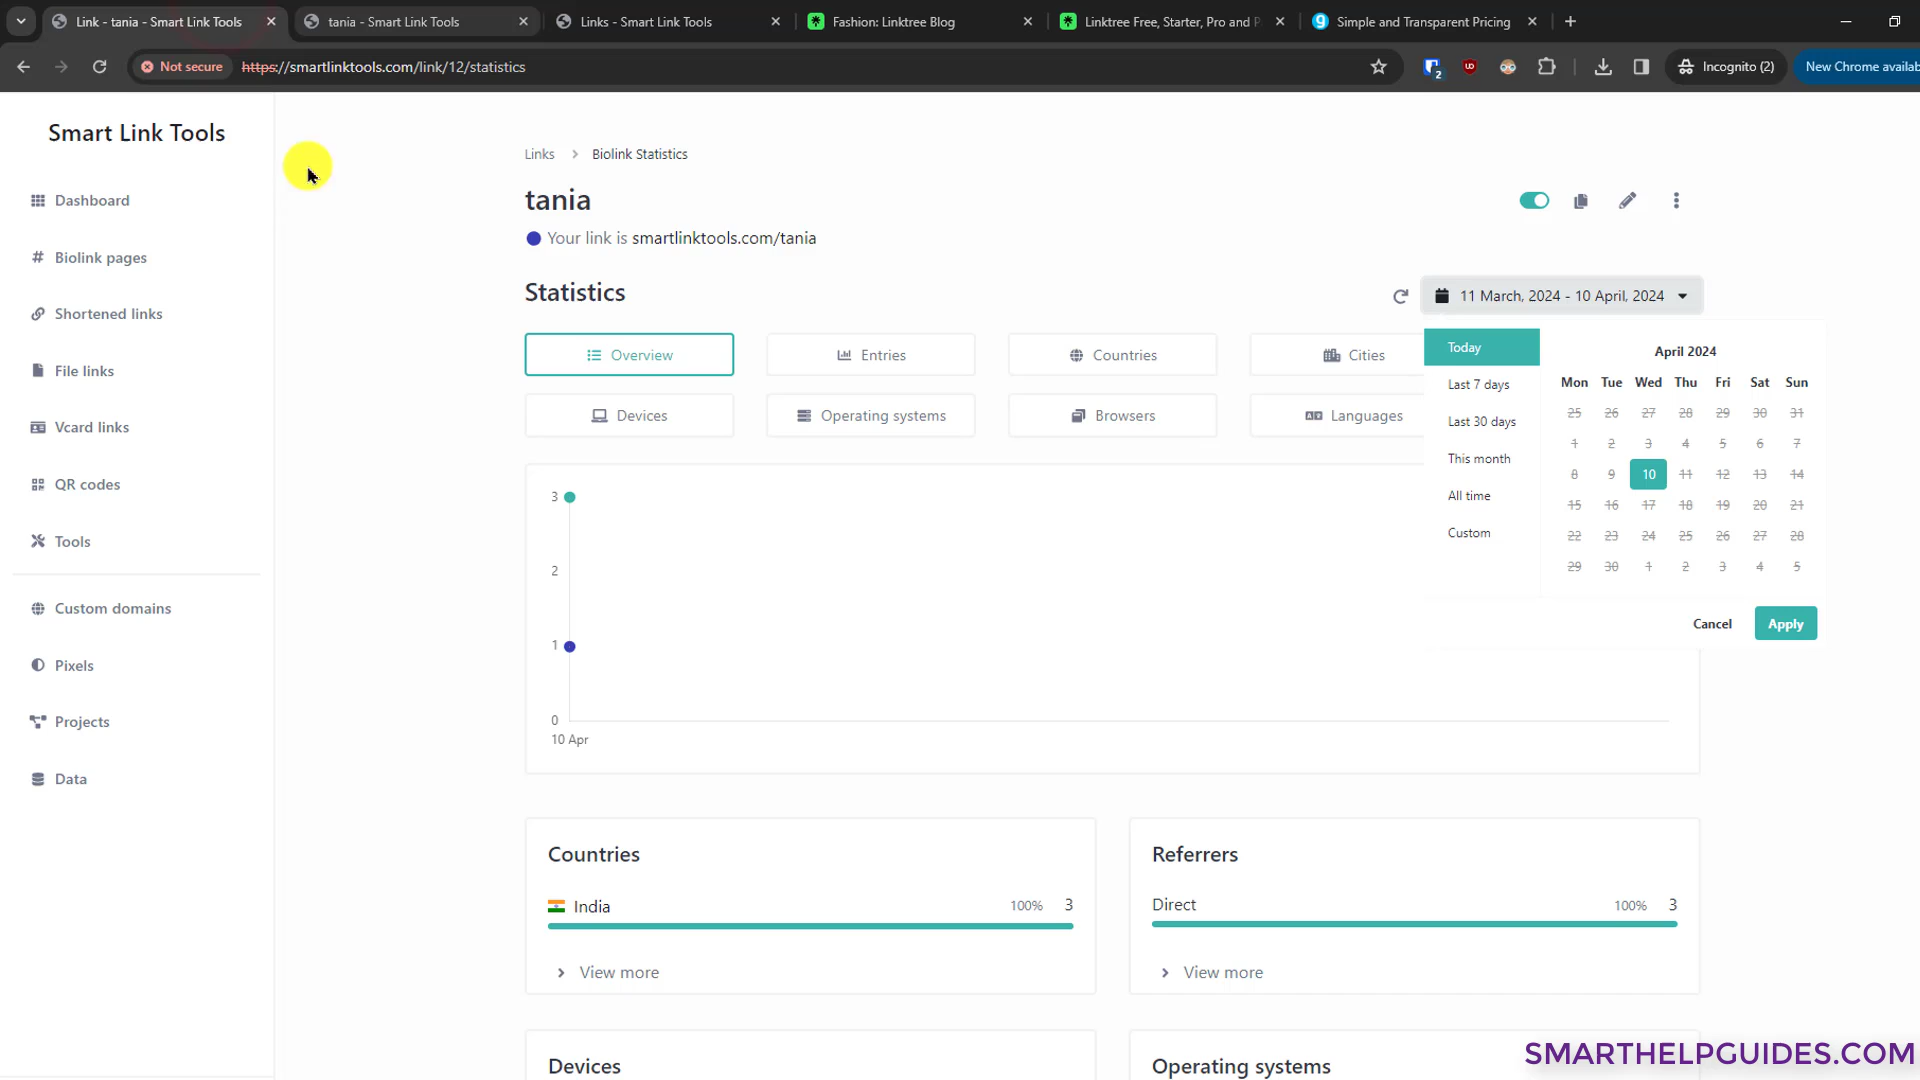 Link - tania - Smart Link Tools
tania - Smart Link Tools
Links - Smart Link Tools
Fashion: Linktree Blog
Linktree Free, Starter, Pro and P
Simple and Transparent Pricing
Not secure
https://smartlinktools.com/link/12/statistics
2
Incognito (2)
New Chrome availab
Smart Link Tools
Dashboard
Biolink pages
Shortened links
File links
Vcard links
QR codes
Tools
Custom domains
Pixels
Projects
Data
Links > Biolink Statistics
tania
Your link is smartlinktools.com/tania
Statistics
11 March, 2024 - 10 April, 2024
Overview
Entries
Countries
Cities
Devices
Operating systems
Browsers
Languages
Today
Last 7 days
Last 30 days
This month
All time
Custom
April 2024
Mon Tue Wed Thu Fri Sat Sun
25 26 27 28 29 30 31
1 2 3 4 5 6 7
8 9 10 11 12 13 14
15 16 17 18 19 20 21
22 23 24 25 26 27 28
29 30 1 2 3 4 5
Cancel
Apply
3
2
1
0
10 Apr
Countries
India 100% 3
View more
Referrers
Direct 100% 3
View more
Devices
Operating systems
SMARTHELPGUIDES.COM